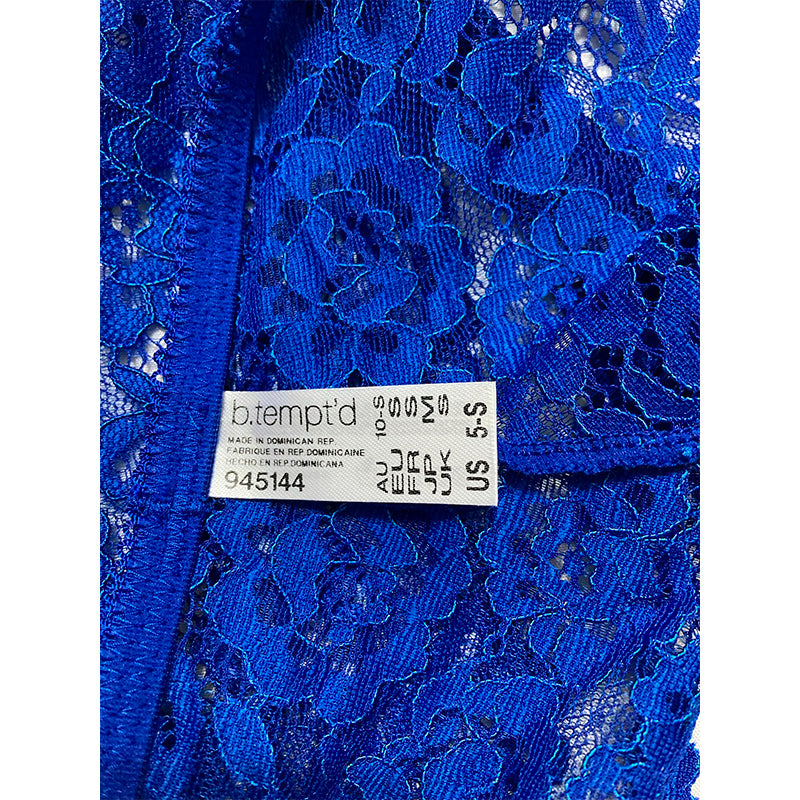 b.tempt'd
MADE IN DOMINICAN REP.
FABRIQUE EN REP DOMINICAINE
HECHO EN REP.DOMINICANA
945144
AU 10-S
EU S
FR S
JP M
UK S
US 5-S